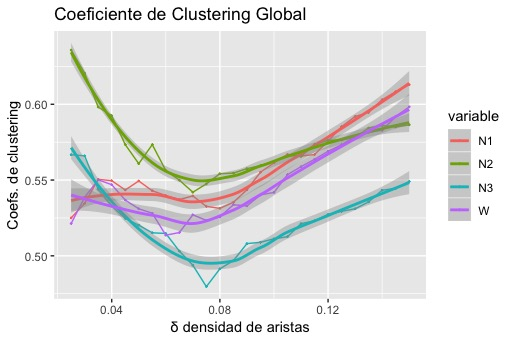 Coeficiente de Clustering Global
Coefs. de clustering
0.60
0.55
0.50
0.04
0.08
0.12
δ densidad de aristas
variable
N1
N2
N3
W